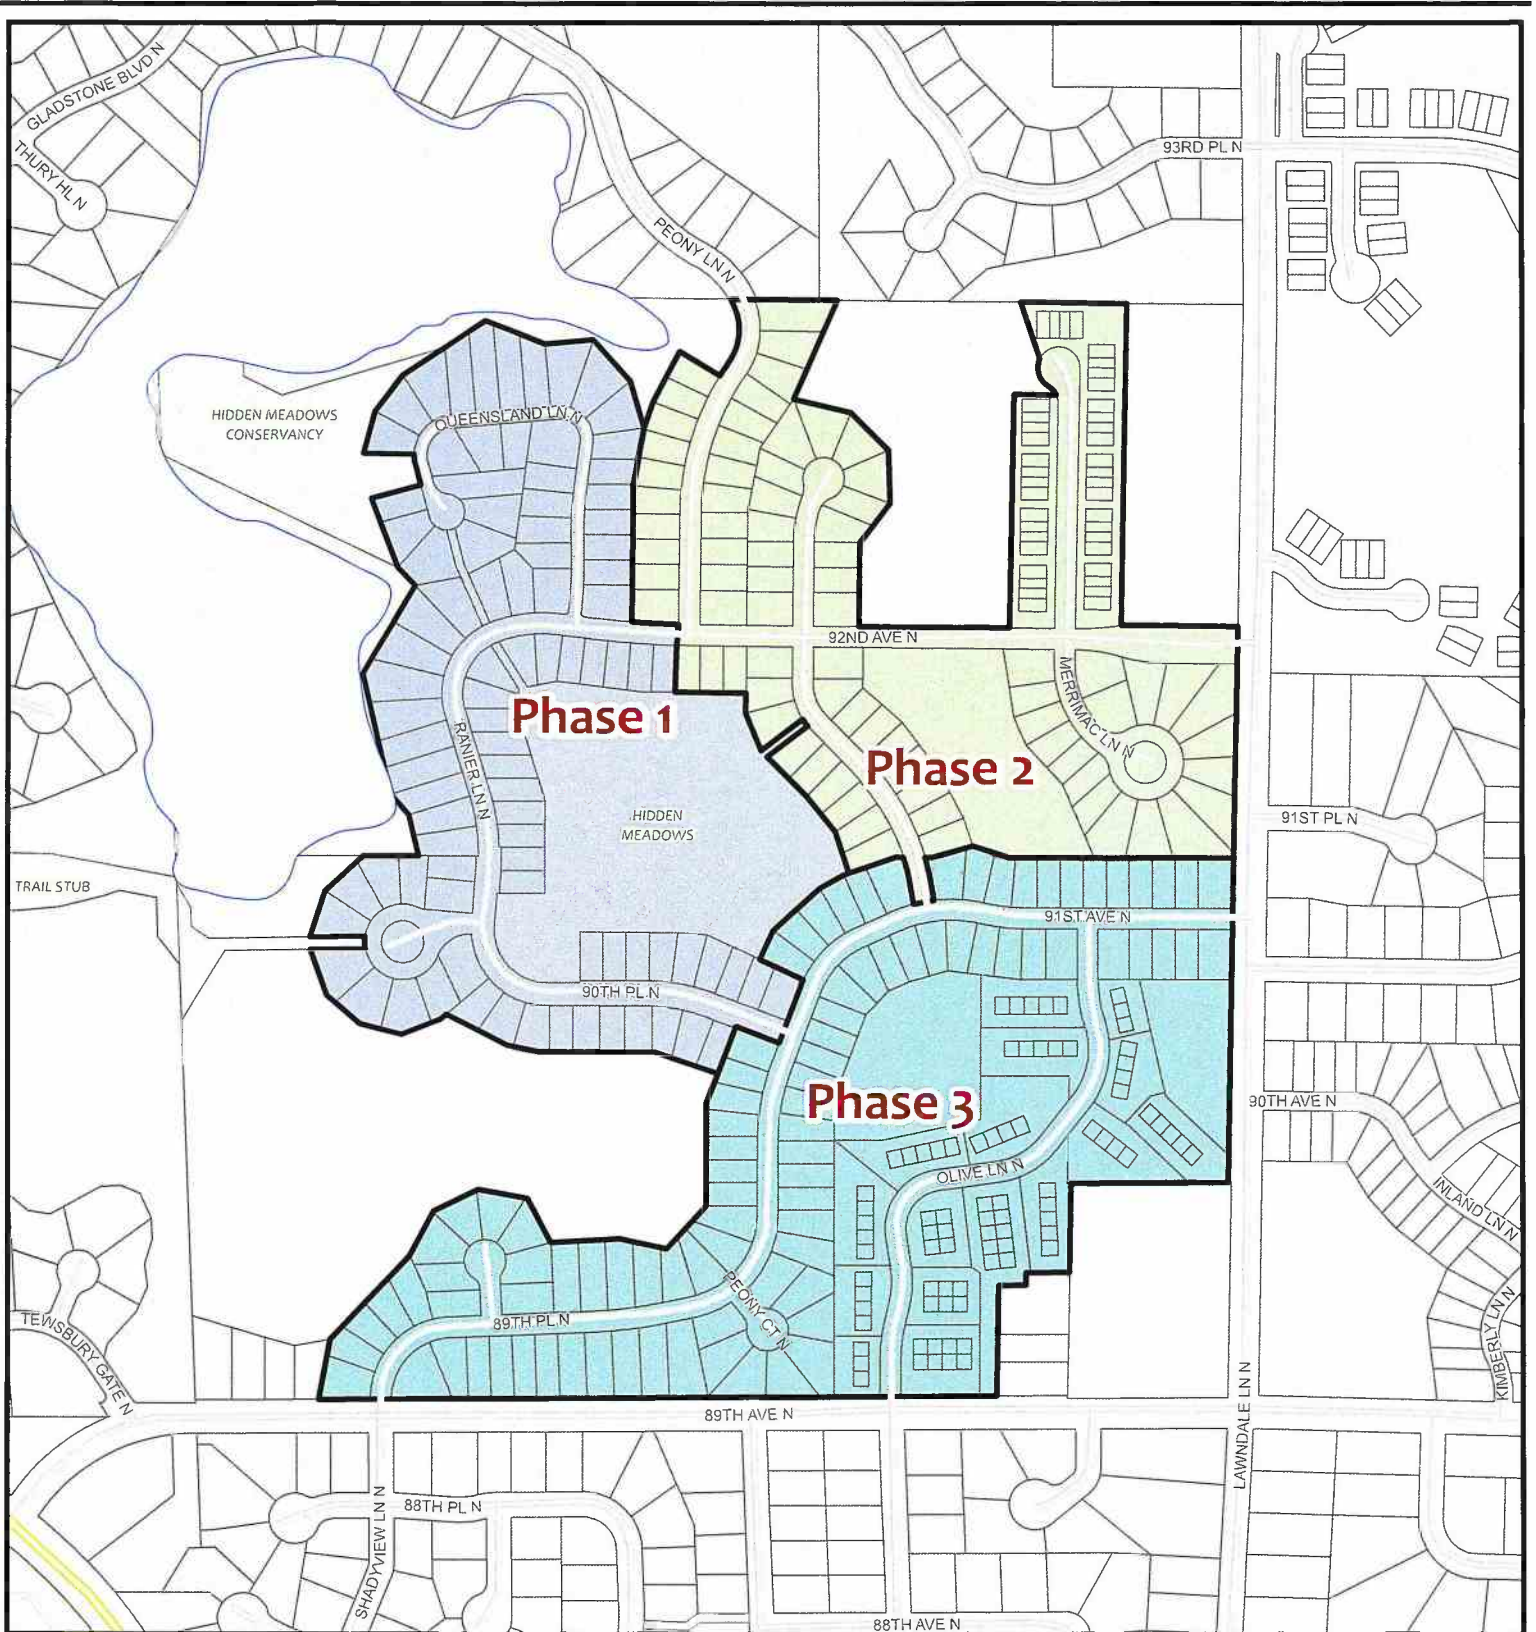 GLADSTONE BLVD N
THURY HL N
93RD PL N
PEONY LN N
HIDDEN MEADOWS
CONSERVANCY
QUEENSLAND LN N
92ND AVE N
MERRIMAC LN N
Phase 1
RANIER LN N
Phase 2
HIDDEN
MEADOWS
91ST PL N
TRAIL STUB
91ST AVE N
90TH PL N
Phase 3
90TH AVE N
OLIVE LN N
INLAND LN N
PEONY CT N
89TH PL N
TEWSBURY GATE N
KIMBERLY LN N
89TH AVE N
LAWNDALE LN N
88TH PL N
SHADYVIEW LN N
88TH AVE N